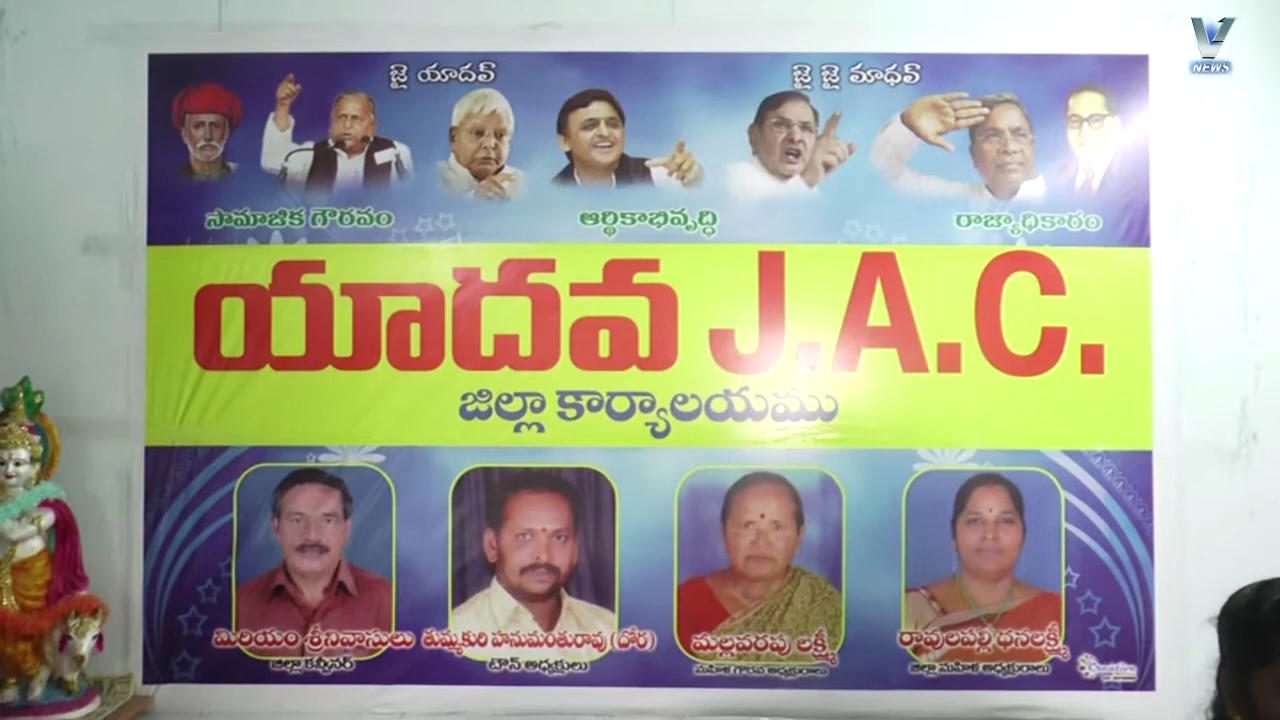 V
NEWS
జై యాదవ్
జై జై మాధవ్
సామాజిక గౌరవం
ఆర్థికాభివృద్ధి
రాజ్యాధికారం
యాదవ J.A.C.
జిల్లా కార్యాలయము
మిరియం శ్రీనివాసులు
తుమ్మకురి హనుమంతురావు (దోర)
మల్లవరపు లక్ష్మీ
రావులపల్లి ధనలక్ష్మీ
జిల్లా కన్వీనర్
టౌన్ అధ్యక్షులు
మహిళ గౌరవ అధ్యక్షురాలు
జిల్లా మహిళ అధ్యక్షురాలు